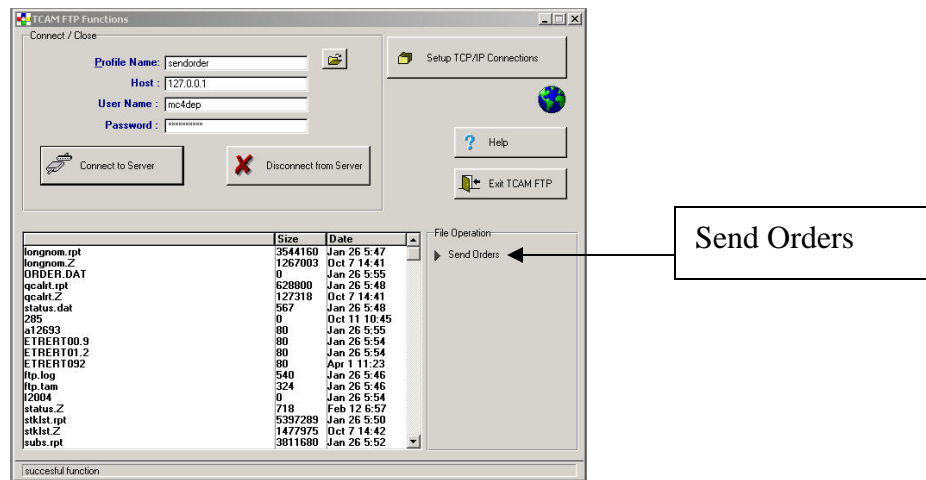 TCAM FTP Functions
Connect / Close
Profile Name: sendorder
Setup TCP/IP Connections
Host : 127.0.0.1
User Name : mc4dep
Password : **********
Help
Connect to Server
Disconnect from Server
Exit TCAM FTP
Send Orders
Size Date
File Operation
longnom.rpt 3544160 Jan 26 5:47
Send Orders
longnom.Z 1267003 Oct 7 14:41
ORDER.DAT 0 Jan 26 5:55
qcalrt.rpt 628800 Jan 26 5:48
qcalrt.Z 127318 Oct 7 14:41
status.dat 567 Jan 26 5:48
285 0 Oct 11 10:45
a12693 80 Jan 26 5:55
ETRERT00.9 80 Jan 26 5:54
ETRERT01.2 80 Jan 26 5:54
ETRERT092 80 Apr 1 11:23
ftp.log 540 Jan 26 5:46
ftp.tam 324 Jan 26 5:46
l2004 0 Jan 26 5:54
status.Z 718 Feb 12 6:57
stklst.rpt 5397289 Jan 26 5:50
stklst.Z 1477975 Oct 7 14:42
subs.rpt 3811680 Jan 26 5:52
succesful function